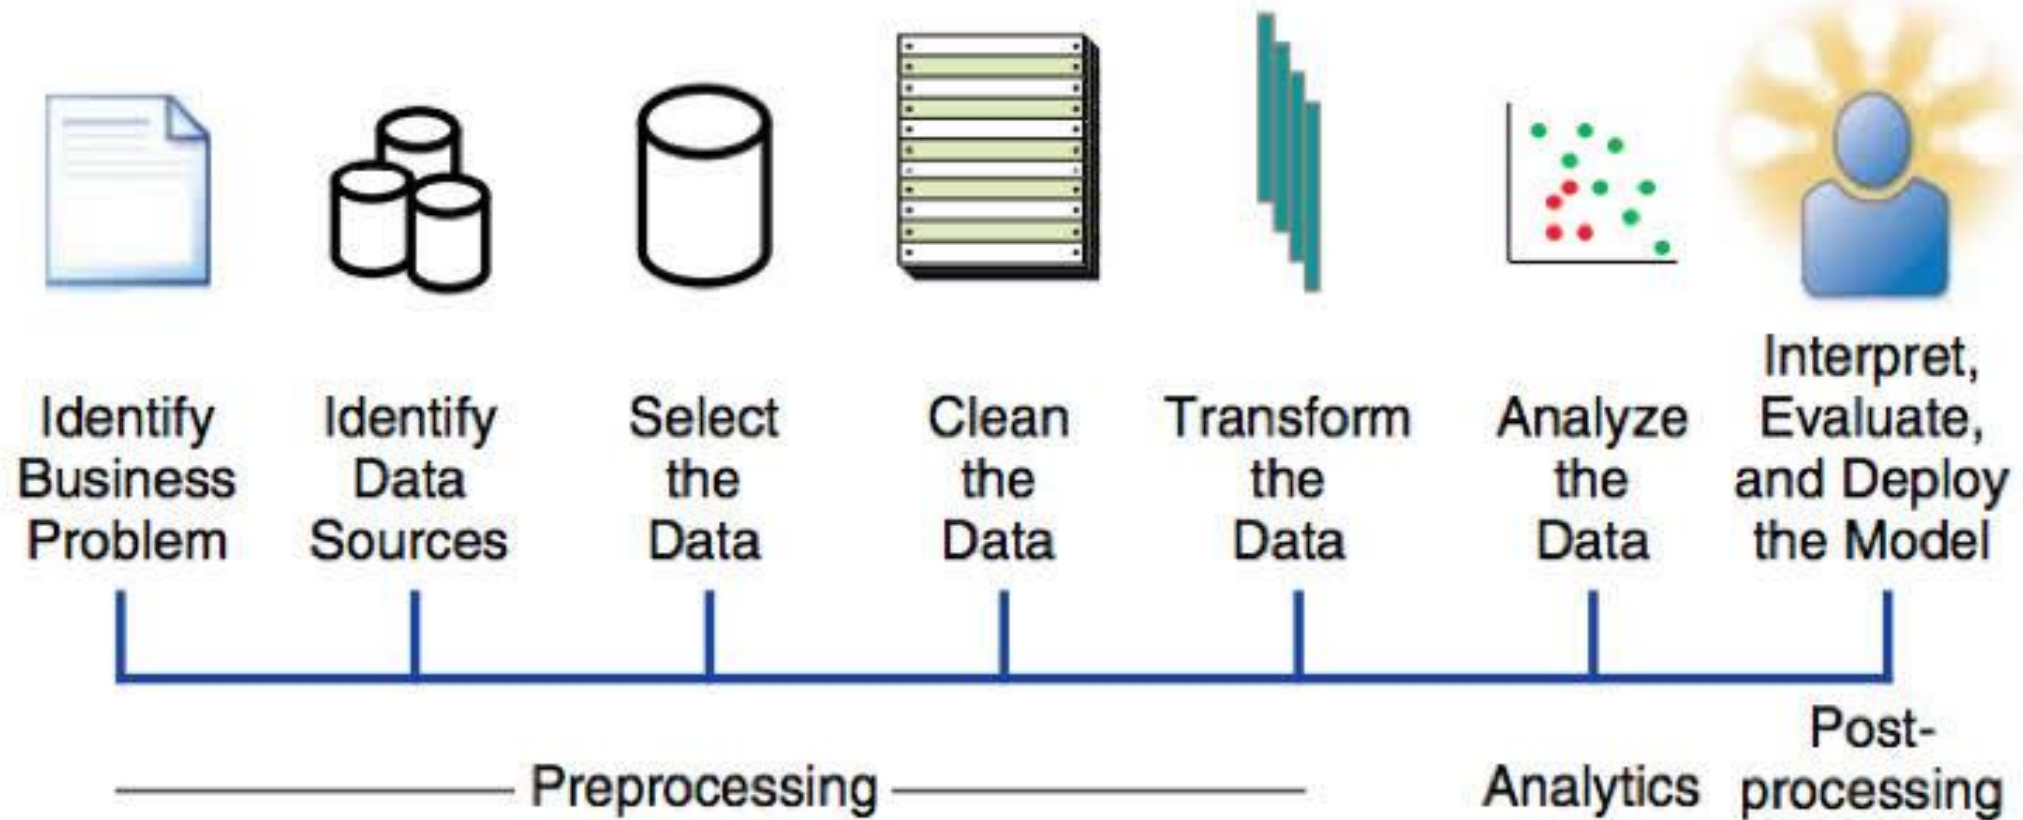 Identify
Business
Problem
Identify
Data
Sources
Select
the
Data
Clean
the
Data
Transform
the
Data
Analyze
the
Data
Interpret,
Evaluate,
and Deploy
the Model
Preprocessing
Analytics
Post-
processing